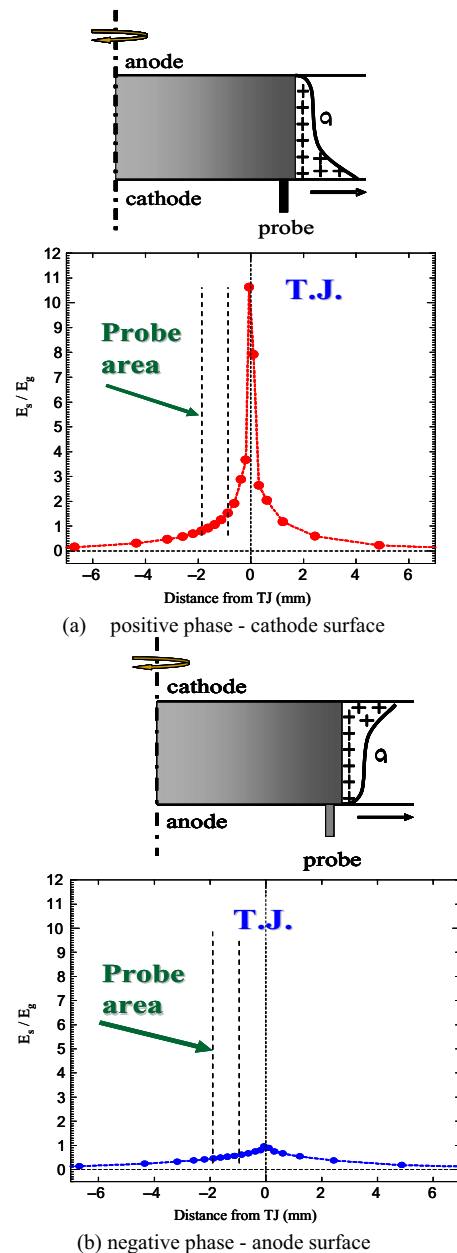 anode
q
cathode
probe
12
11
10
9
8
7
6
5
4
3
2
1
0
E_s / E_g
T.J.
Probe
area
−6 −4 −2 0 2 4 6
Distance from TJ (mm)
(a) positive phase - cathode surface
cathode
q
anode
probe
12
11
10
9
8
7
6
5
4
3
2
1
0
E_s / E_g
T.J.
Probe
area
−6 −4 −2 0 2 4 6
Distance from TJ (mm)
(b) negative phase - anode surface